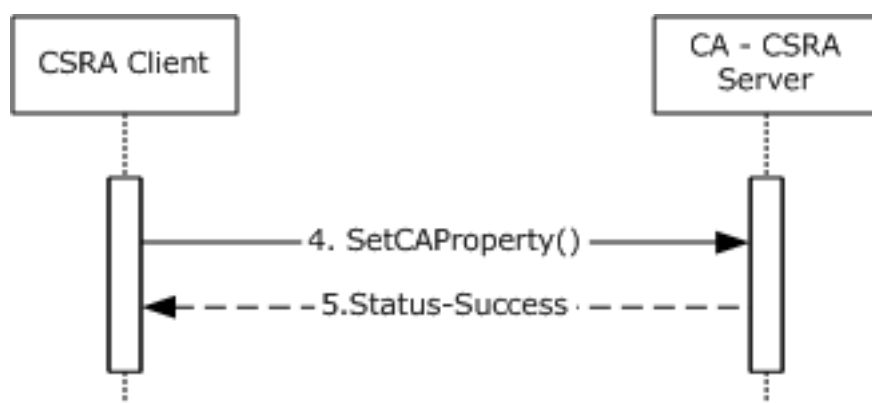 CSRA Client
CA - CSRA
Server
4. SetCAProperty()
5.Status-Success